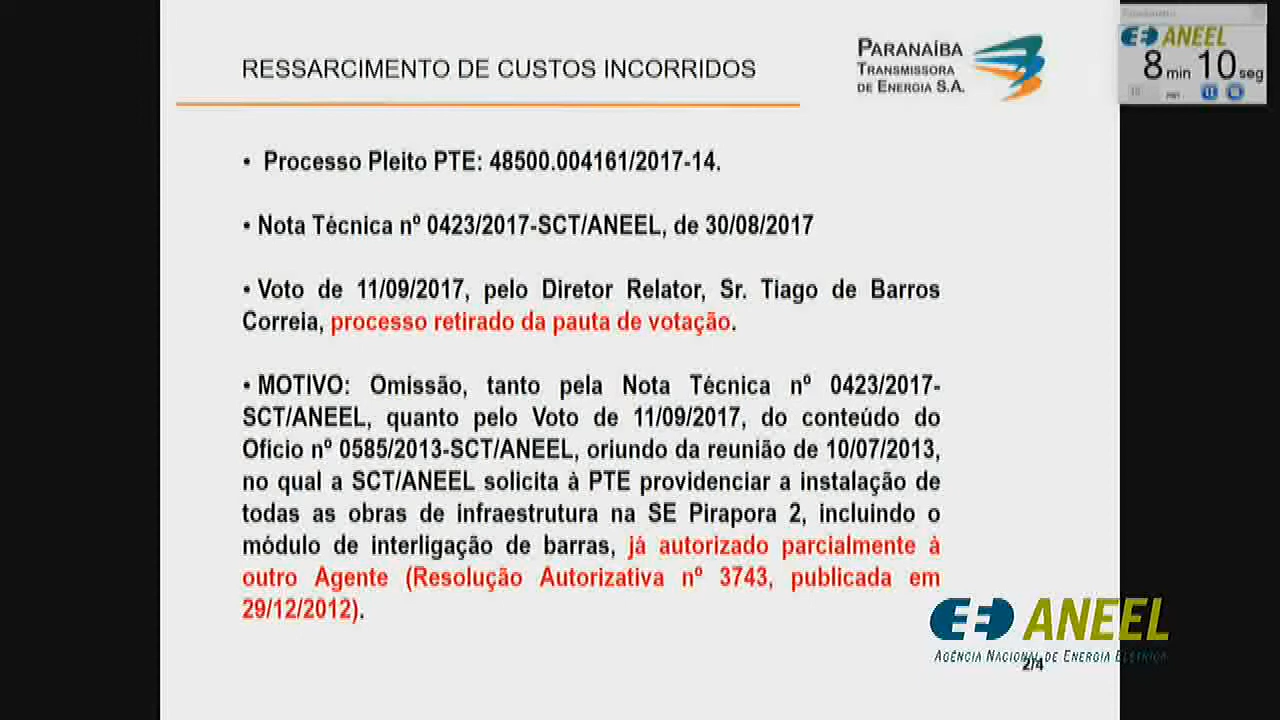 RESSARCIMENTO DE CUSTOS INCORRIDOS
PARANAÍBA
TRANSMISSORA
DE ENERGIA S.A.
ANEEL
8 min 10 seg
• Processo Pleito PTE: 48500.004161/2017-14.
• Nota Técnica nº 0423/2017-SCT/ANEEL, de 30/08/2017
• Voto de 11/09/2017, pelo Diretor Relator, Sr. Tiago de Barros
Correia, processo retirado da pauta de votação.
• MOTIVO: Omissão, tanto pela Nota Técnica nº 0423/2017-
SCT/ANEEL, quanto pelo Voto de 11/09/2017, do conteúdo do
Ofício nº 0585/2013-SCT/ANEEL, oriundo da reunião de 10/07/2013,
no qual a SCT/ANEEL solicita à PTE providenciar a instalação de
todas as obras de infraestrutura na SE Pirapora 2, incluindo o
módulo de interligação de barras, já autorizado parcialmente à
outro Agente (Resolução Autorizativa nº 3743, publicada em
29/12/2012).
ANEEL
AGÊNCIA NACIONAL DE ENERGIA ELÉTRICA
2/4